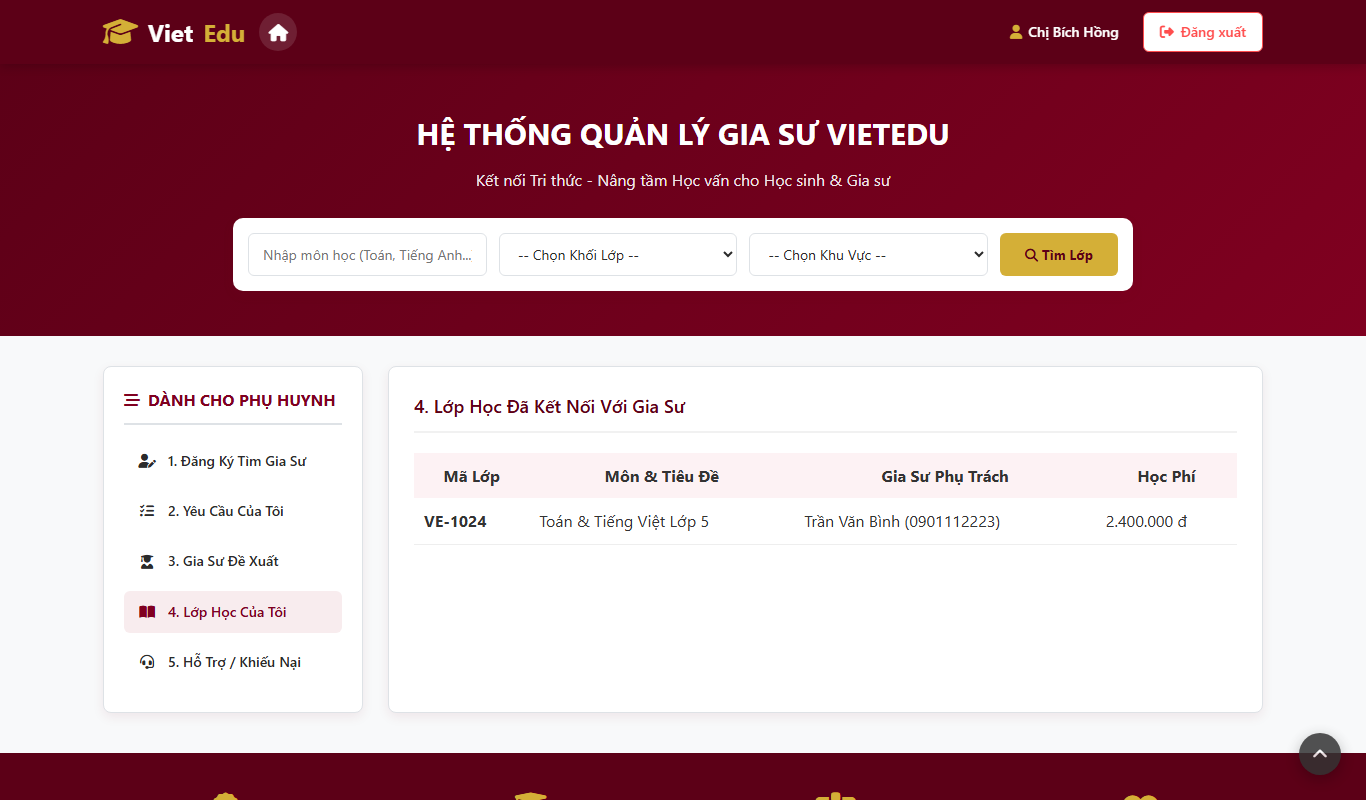 Viet Edu
Chị Bích Hồng
Đăng xuất
HỆ THỐNG QUẢN LÝ GIA SƯ VIETEDU
Kết nối Tri thức - Nâng tầm Học vấn cho Học sinh & Gia sư
Nhập môn học (Toán, Tiếng Anh...
-- Chọn Khối Lớp --
-- Chọn Khu Vực --
Tìm Lớp
DÀNH CHO PHỤ HUYNH
1. Đăng Ký Tìm Gia Sư
2. Yêu Cầu Của Tôi
3. Gia Sư Đề Xuất
4. Lớp Học Của Tôi
5. Hỗ Trợ / Khiếu Nại
4. Lớp Học Đã Kết Nối Với Gia Sư
Mã Lớp Môn & Tiêu Đề Gia Sư Phụ Trách Học Phí
VE-1024 Toán & Tiếng Việt Lớp 5 Trần Văn Bình (0901112223) 2.400.000 đ